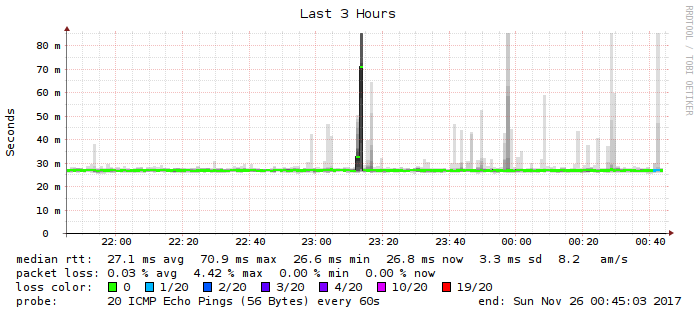 Last 3 Hours
RRDTOOL / TOBI OETIKER
Seconds
80 m
70 m
60 m
50 m
40 m
30 m
20 m
10 m
0
22:00 22:20 22:40 23:00 23:20 23:40 00:00 00:20 00:40
median rtt: 27.1 ms avg 70.9 ms max 26.6 ms min 26.8 ms now 3.3 ms sd 8.2 am/s
packet loss: 0.03 % avg 4.42 % max 0.00 % min 0.00 % now
loss color: 0 1/20 2/20 3/20 4/20 10/20 19/20
probe: 20 ICMP Echo Pings (56 Bytes) every 60s end: Sun Nov 26 00:45:03 2017